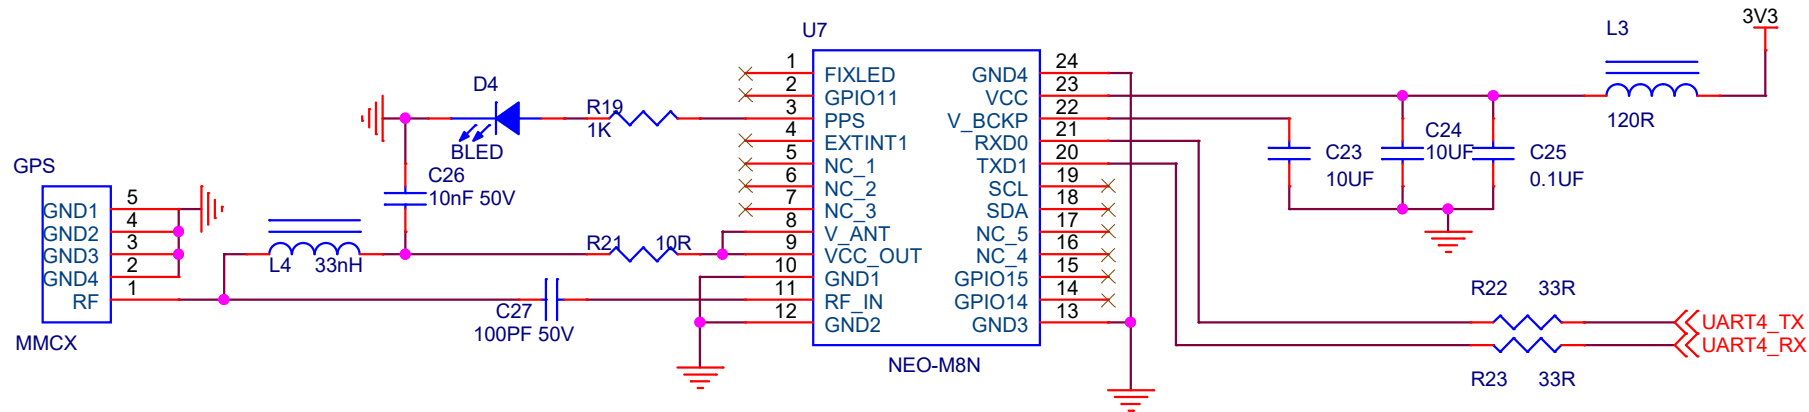 3V3
L3
120R
U7
1 FIXLED GND4 24
2 GPIO11 VCC 23
3 PPS V_BCKP 22
4 EXTINT1 RXD0 21
5 NC_1 TXD1 20
6 NC_2 SCL 19
7 NC_3 SDA 18
8 V_ANT NC_5 17
9 VCC_OUT NC_4 16
10 GND1 GPIO15 15
11 RF_IN GPIO14 14
12 GND2 GND3 13
NEO-M8N
D4
BLED
R19
1K
C26
10nF 50V
GPS
GND1 5
GND2 4
GND3 3
GND4 2
RF 1
MMCX
L4 33nH
R21 10R
C27
100PF 50V
C23
10UF
C24
10UF
C25
0.1UF
R22 33R
UART4_TX
UART4_RX
R23 33R